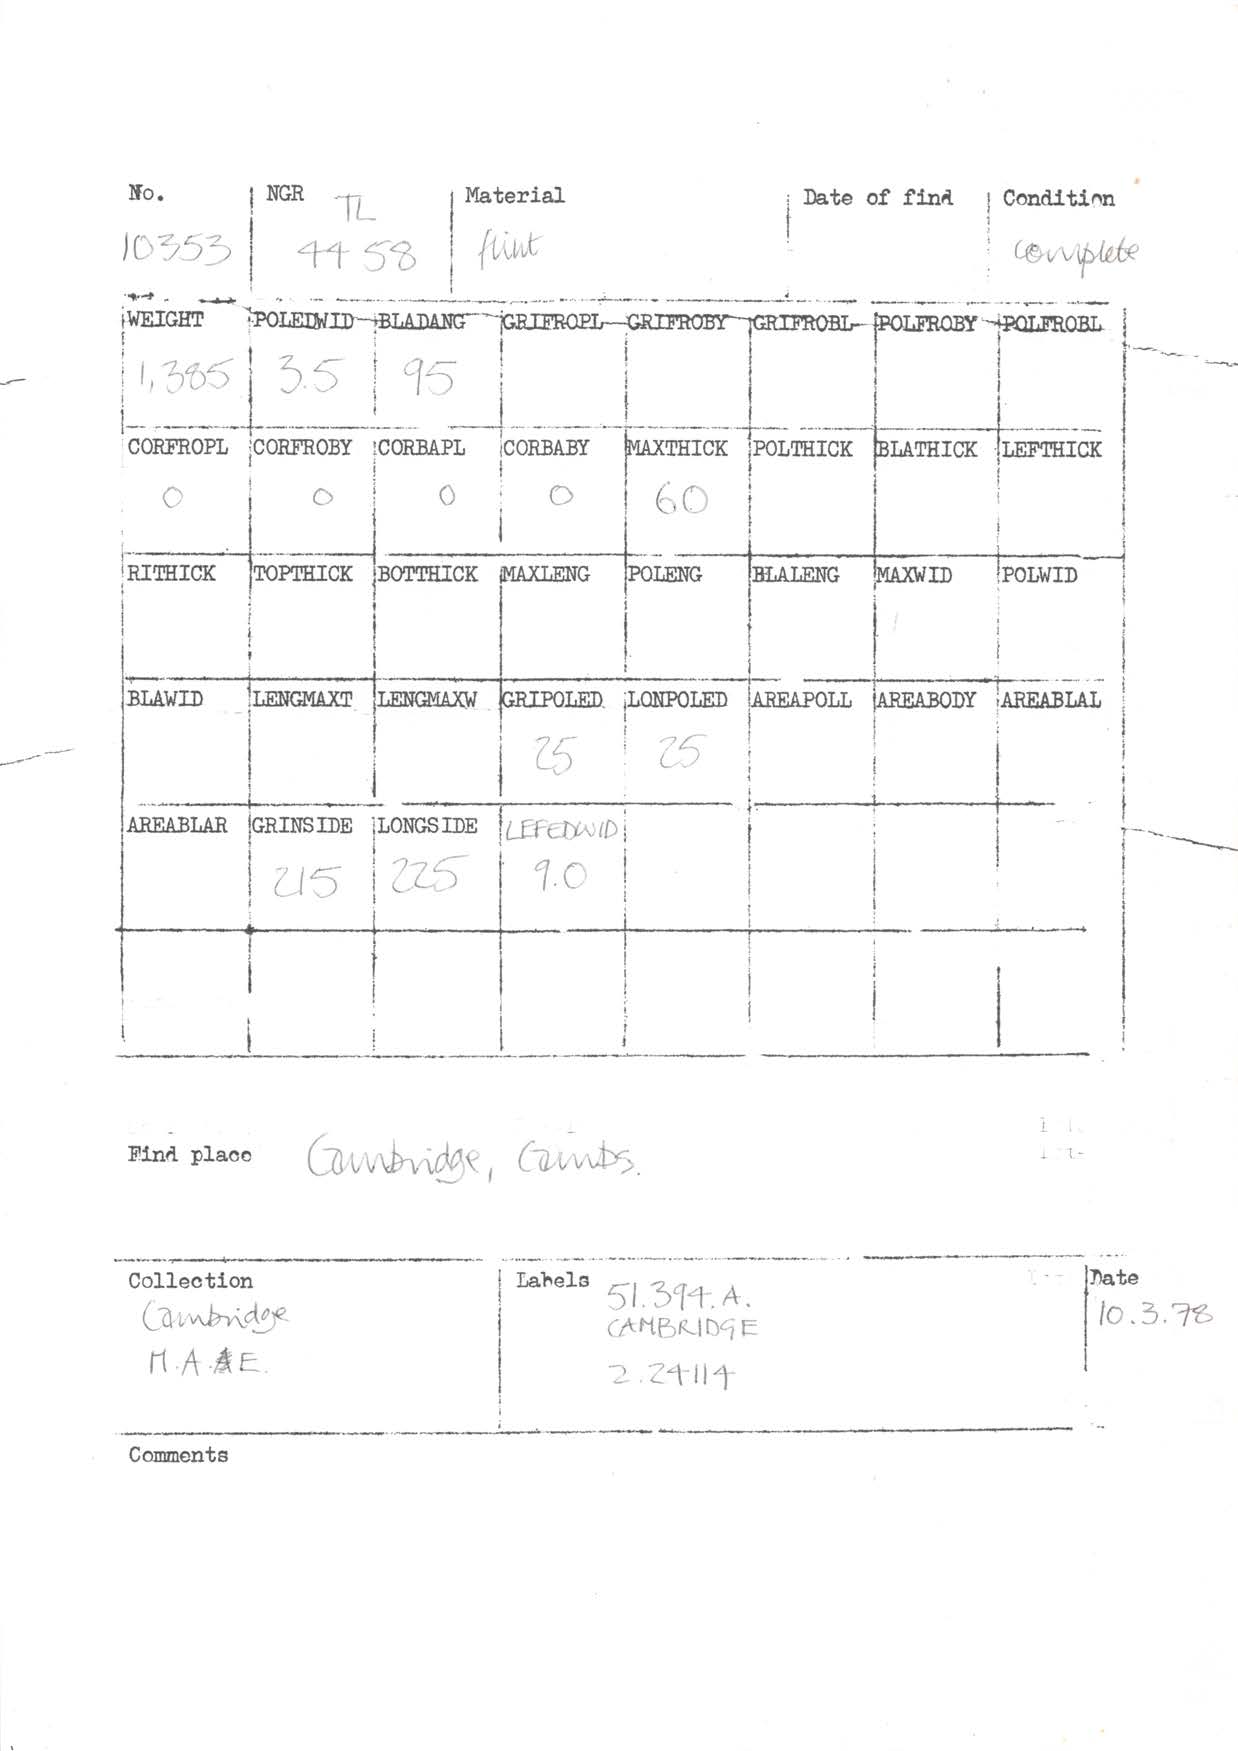 No. NGR Material Date of find Condition
TL
10353 44 58 flint complete
WEIGHT POLEDWID BLADANG GRIFROPL GRIFROBY GRIFROBL POLFROBY POLFROBL
1,385 3.5 95
CORFROPL CORFROBY CORBAPL CORBABY MAXTHICK POLTHICK BLATHICK LEFTHICK
0 0 0 0 60
RITHICK TOPTHICK BOTTHICK MAXLENG POLENG BLALENG MAXWID POLWID
BLAWID LENGMAXT LENGMAXW GRIPOLED LONPOLED AREAPOLL AREABODY AREABLAL
25 25
AREABLAR GRINSIDE LONGSIDE LEFEDWID
215 225 9.0
Find place Cambridge, Cambs.
Collection Labels 51.394.A. Date
Cambridge CAMBRIDGE 10.3.78
M.A.A.E. 2.24114
Comments